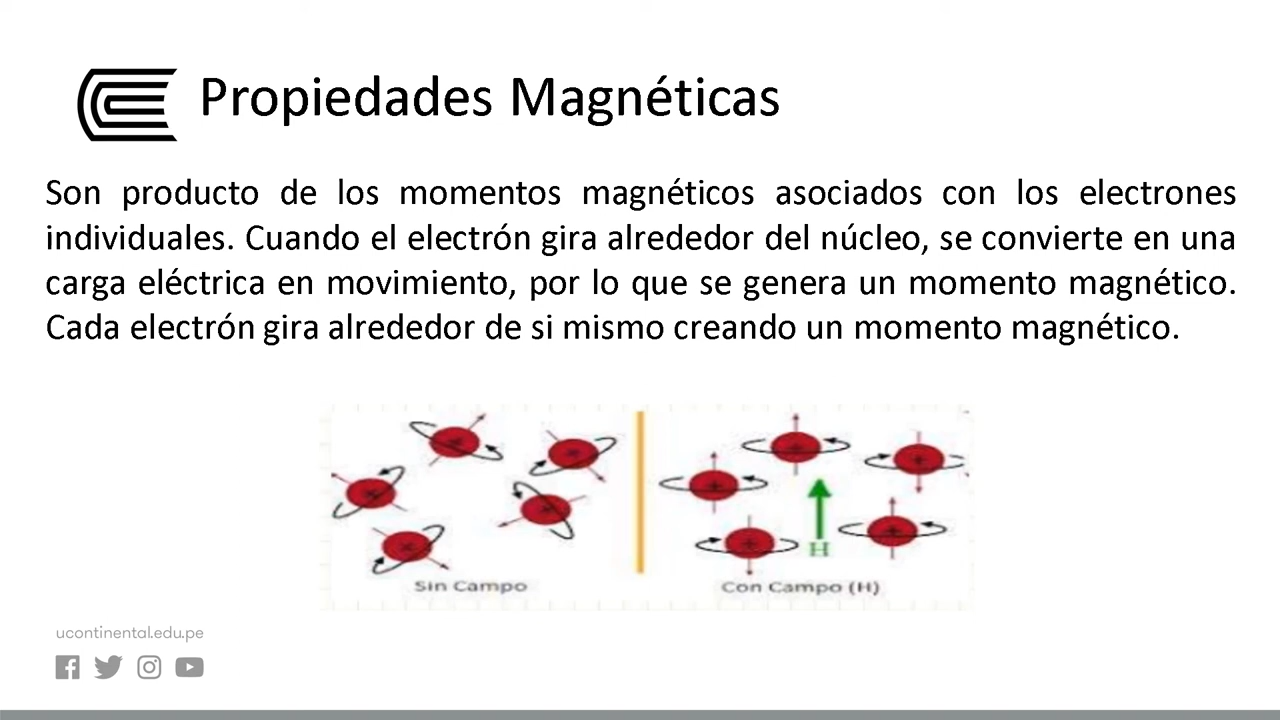 Propiedades Magnéticas
Son producto de los momentos magnéticos asociados con los electrones
individuales. Cuando el electrón gira alrededor del núcleo, se convierte en una
carga eléctrica en movimiento, por lo que se genera un momento magnético.
Cada electrón gira alrededor de si mismo creando un momento magnético.
H
Sin Campo
Con Campo (H)
ucontinental.edu.pe